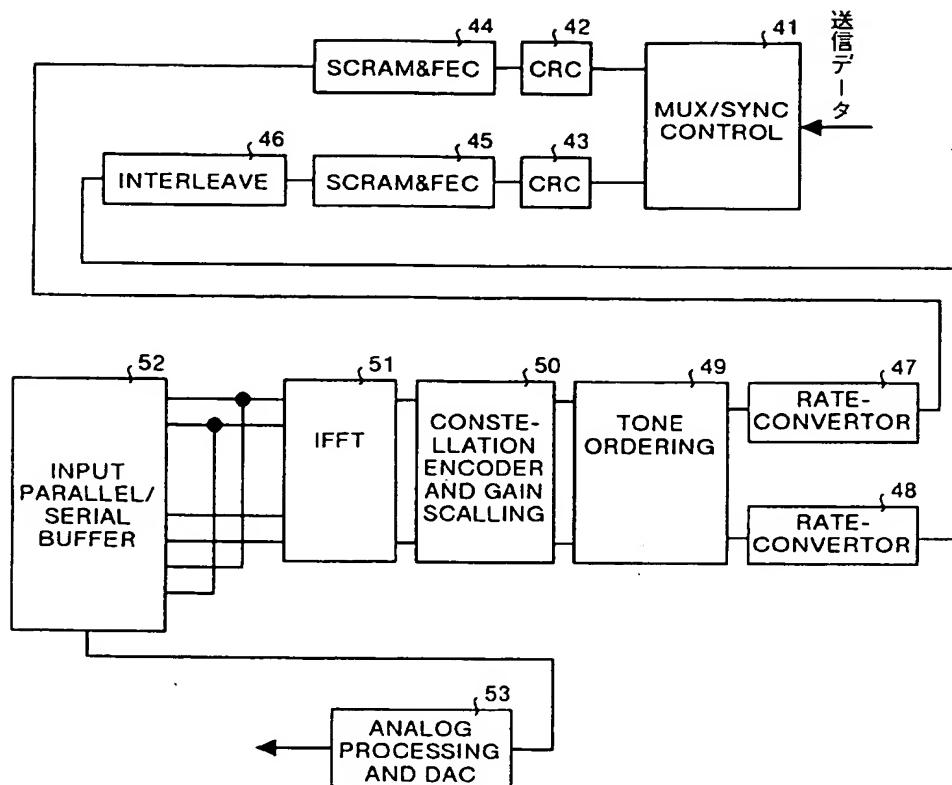 44
42
41
送信データ
SCRAM&FEC
CRC
MUX/SYNC
CONTROL
46
45
43
INTERLEAVE
SCRAM&FEC
CRC
52
51
50
49
47
INPUT
PARALLEL/
SERIAL
BUFFER
IFFT
CONSTE-
LLATION
ENCODER
AND GAIN
SCALLING
TONE
ORDERING
RATE-
CONVERTOR
48
RATE-
CONVERTOR
53
ANALOG
PROCESSING
AND DAC